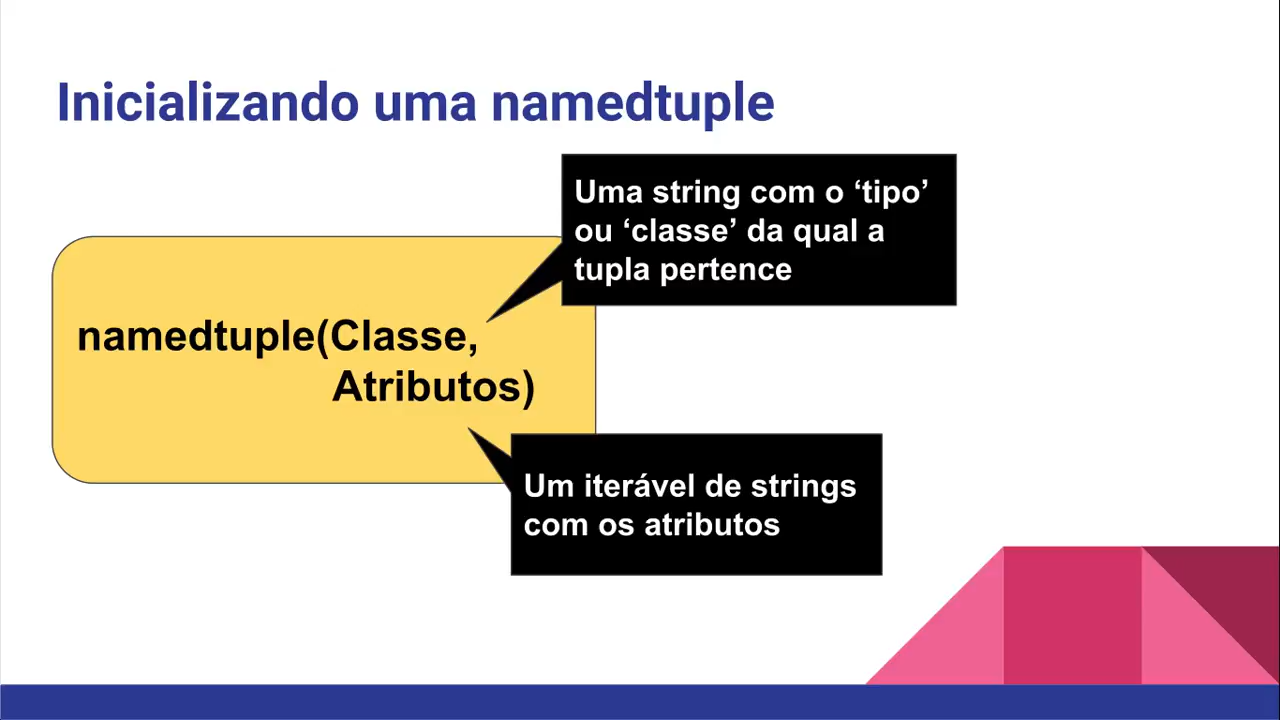 Inicializando uma namedtuple
Uma string com o ‘tipo’
ou ‘classe’ da qual a
tupla pertence
namedtuple(Classe,
Atributos)
Um iterável de strings
com os atributos